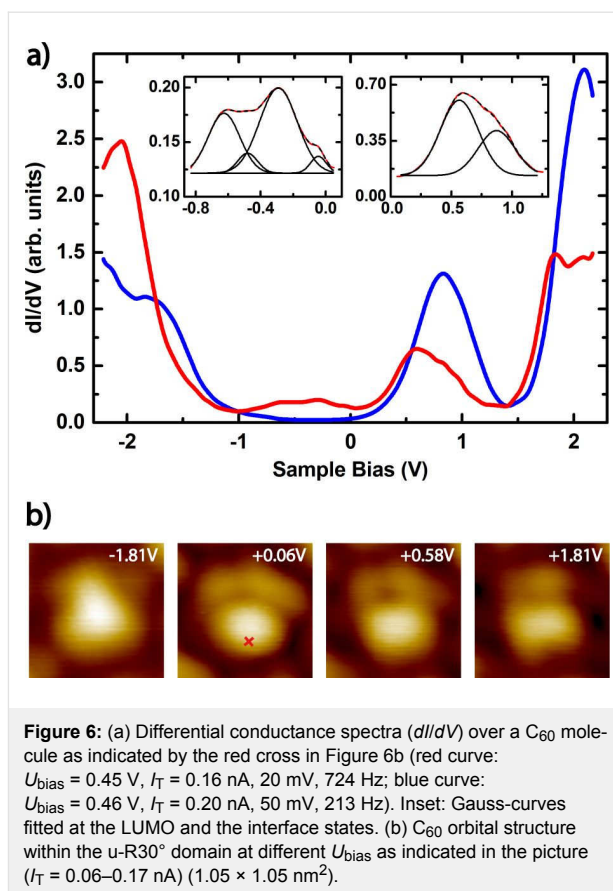 a)
3.0
2.5
2.0
1.5
1.0
0.5
0.0
dI/dV (arb. units)
0.20
0.15
0.10
-0.8 -0.4 0.0
0.70
0.35
0.00
0.0 0.5 1.0
-2 -1 0 1 2
Sample Bias (V)
b)
-1.81V +0.06V +0.58V +1.81V
Figure 6: (a) Differential conductance spectra (dI/dV) over a C60 mole-
cule as indicated by the red cross in Figure 6b (red curve:
Ubias = 0.45 V, IT = 0.16 nA, 20 mV, 724 Hz; blue curve:
Ubias = 0.46 V, IT = 0.20 nA, 50 mV, 213 Hz). Inset: Gauss-curves
fitted at the LUMO and the interface states. (b) C60 orbital structure
within the u-R30° domain at different Ubias as indicated in the picture
(IT = 0.06–0.17 nA) (1.05 × 1.05 nm²).